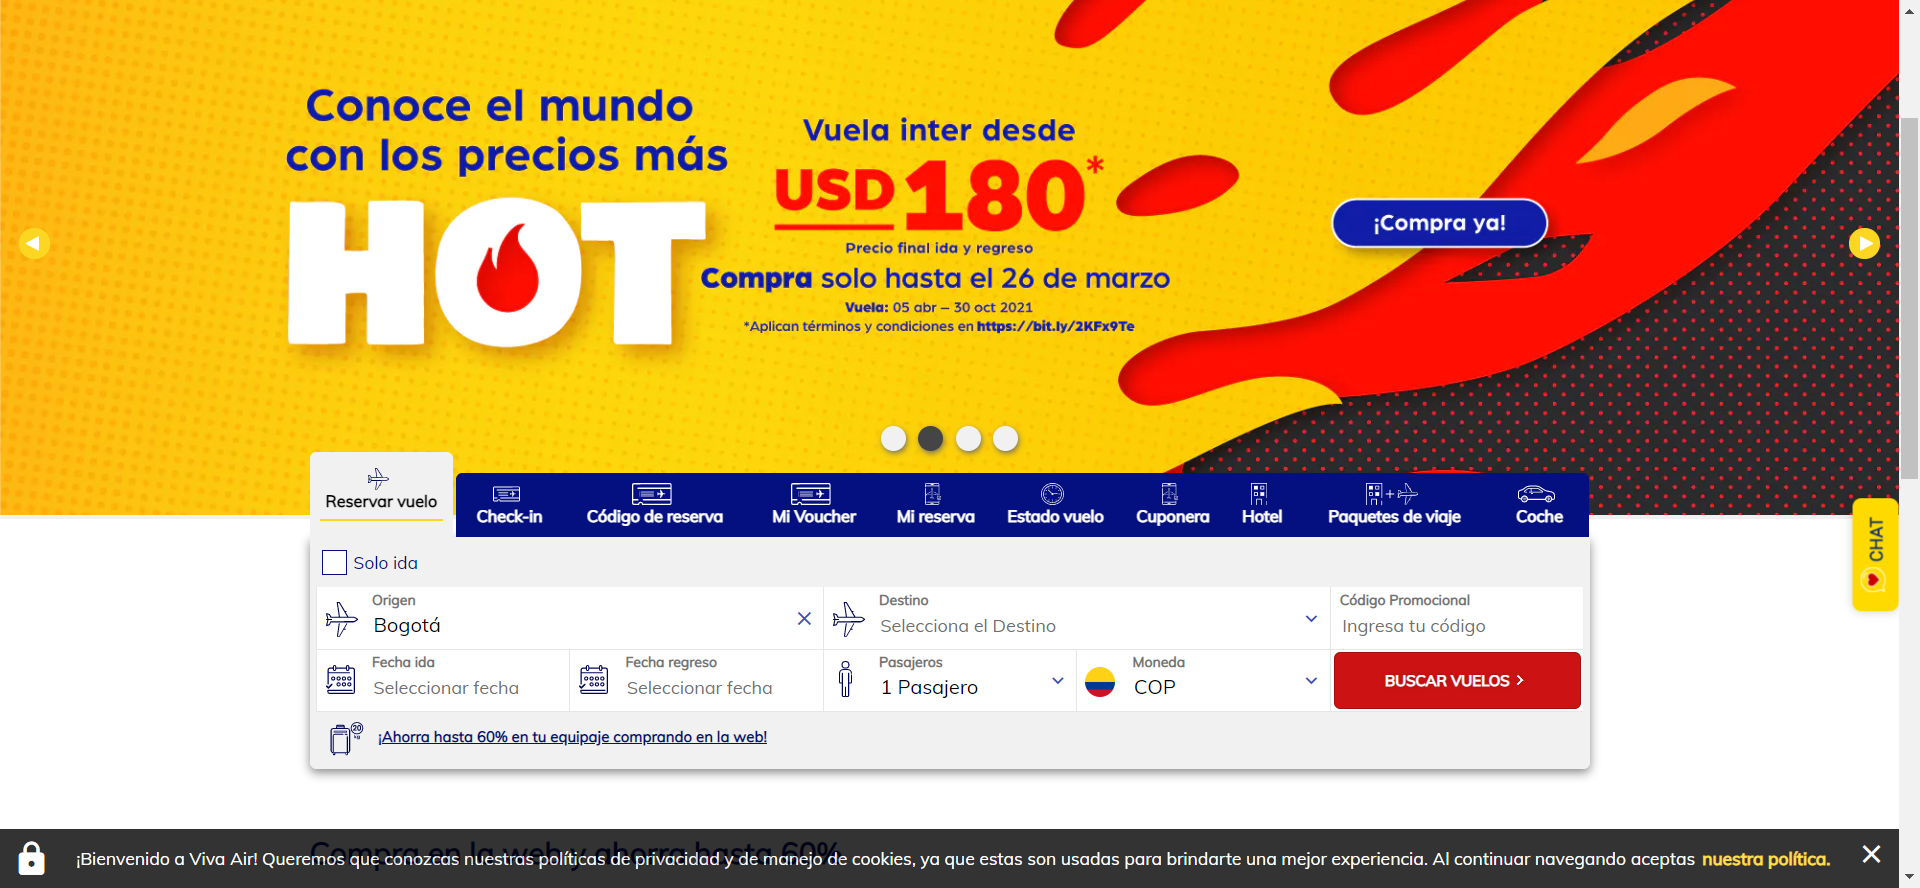 Conoce el mundo
con los precios más
HOT
Vuela inter desde
USD 180*
Precio final ida y regreso
Compra solo hasta el 26 de marzo
Vuela: 05 abr – 30 oct 2021
*Aplican términos y condiciones en https://bit.ly/2KFx9Te
¡Compra ya!
Reservar vuelo
Check-in
Código de reserva
Mi Voucher
Mi reserva
Estado vuelo
Cuponera
Hotel
Paquetes de viaje
Coche
CHAT
Solo ida
Origen
Bogotá
Destino
Selecciona el Destino
Código Promocional
Ingresa tu código
Fecha ida
Seleccionar fecha
Fecha regreso
Seleccionar fecha
Pasajeros
1 Pasajero
Moneda
COP
BUSCAR VUELOS
20
kg
¡Ahorra hasta 60% en tu equipaje comprando en la web!
Compra en la web y ahorra hasta 60%
¡Bienvenido a Viva Air! Queremos que conozcas nuestras políticas de privacidad y de manejo de cookies, ya que estas son usadas para brindarte una mejor experiencia. Al continuar navegando aceptas nuestra política.